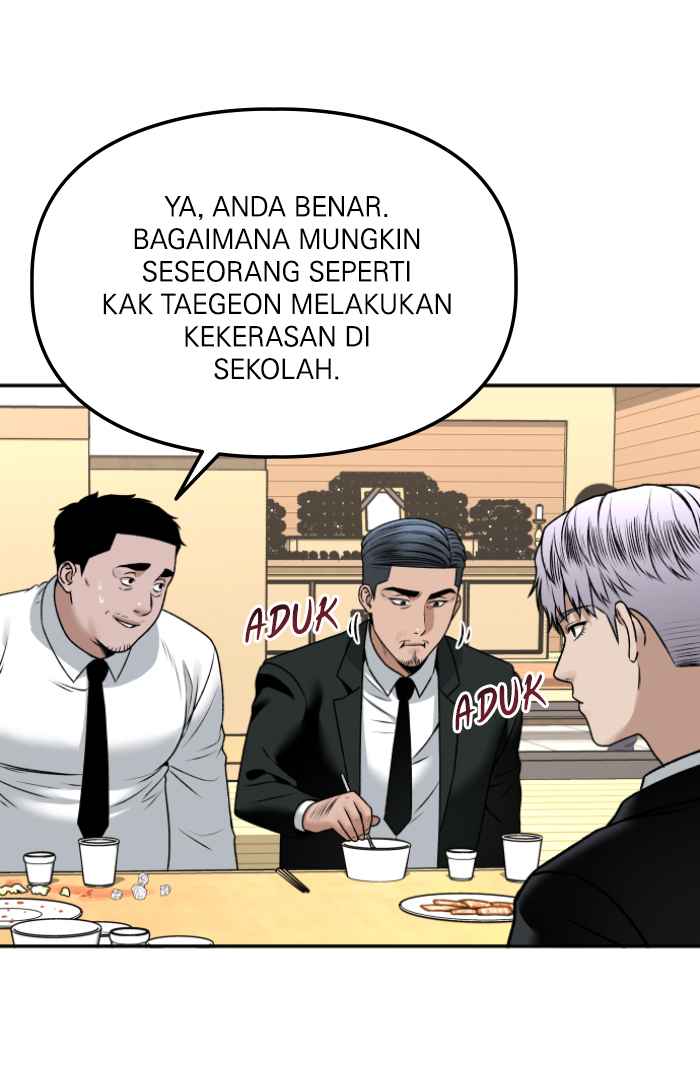 YA, ANDA BENAR.
BAGAIMANA MUNGKIN
SESEORANG SEPERTI
KAK TAEGEON MELAKUKAN
KEKERASAN DI
SEKOLAH.
ADUK
ADUK